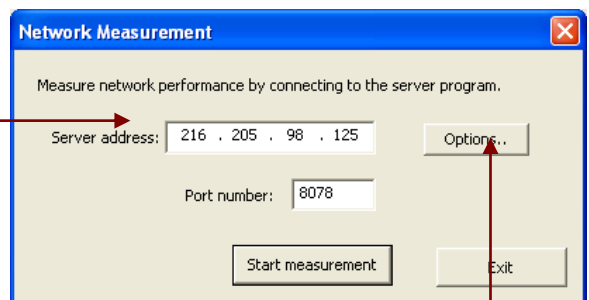 Network Measurement
Measure network performance by connecting to the server program.
Server address: 216 . 205 . 98 . 125 Options..
Port number: 8078
Start measurement Exit